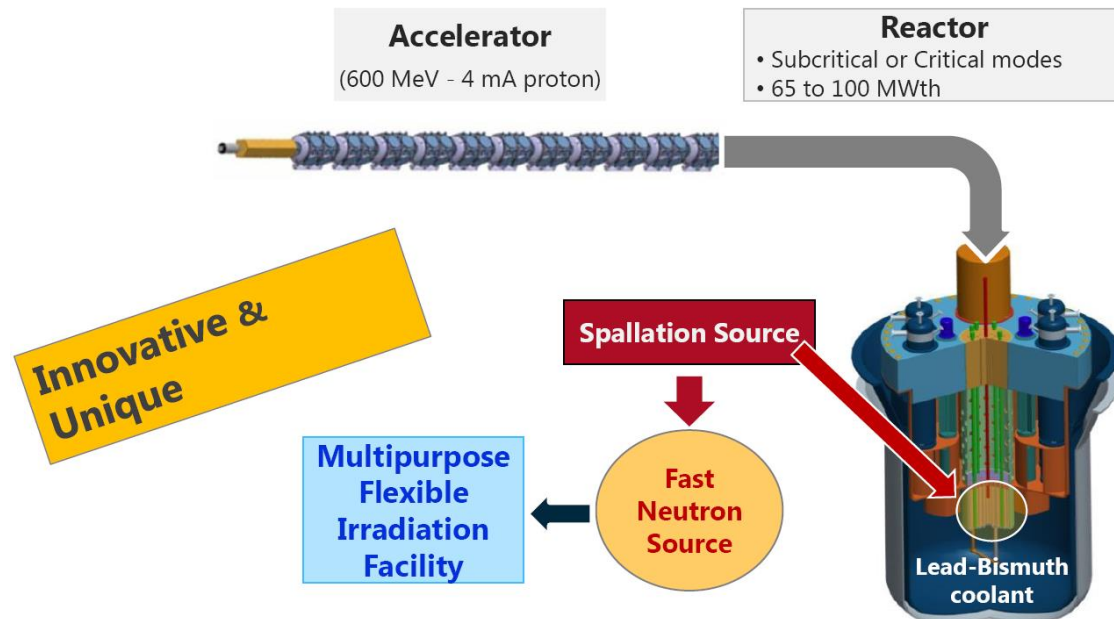 Accelerator
(600 MeV - 4 mA proton)
Reactor
• Subcritical or Critical modes
• 65 to 100 MWth
Innovative &
Unique
Spallation Source
Multipurpose
Flexible
Irradiation
Facility
Fast
Neutron
Source
Lead-Bismuth
coolant